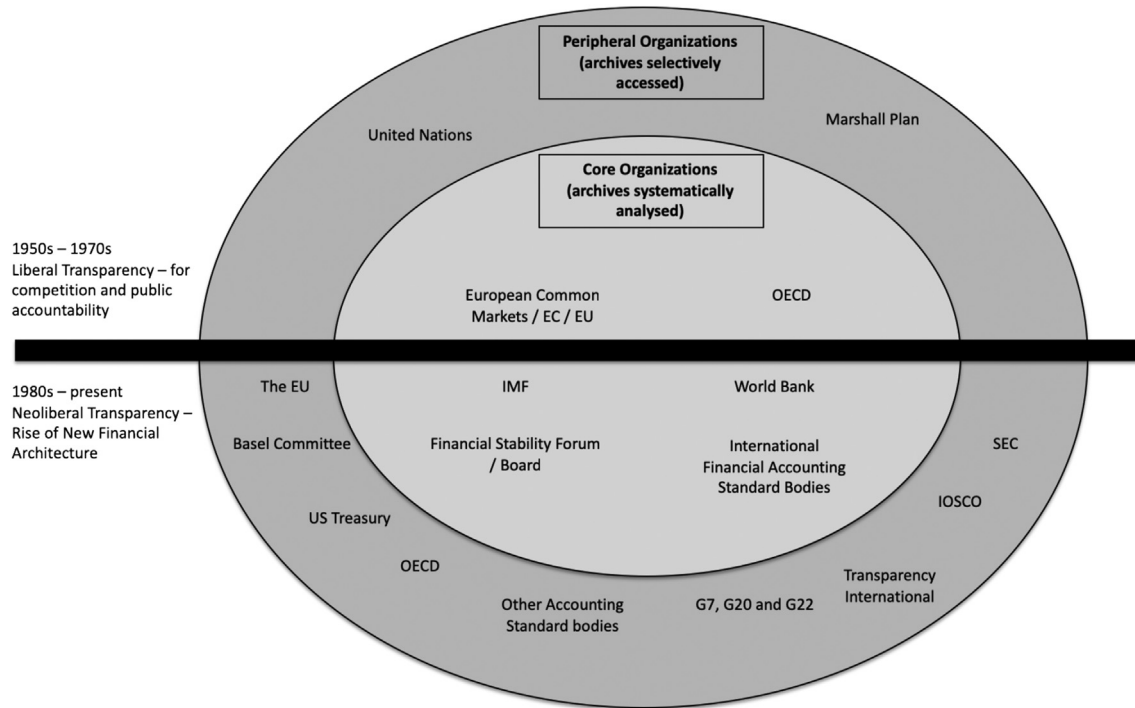 Peripheral Organizations
(archives selectively
accessed)
United Nations
Marshall Plan
Core Organizations
(archives systematically
analysed)
1950s – 1970s
Liberal Transparency – for
competition and public
accountability
European Common
Markets / EC / EU
OECD
1980s – present
Neoliberal Transparency –
Rise of New Financial
Architecture
The EU
IMF
World Bank
Basel Committee
Financial Stability Forum
/ Board
International
Financial Accounting
Standard Bodies
SEC
IOSCO
US Treasury
OECD
Transparency
International
Other Accounting
Standard bodies
G7, G20 and G22